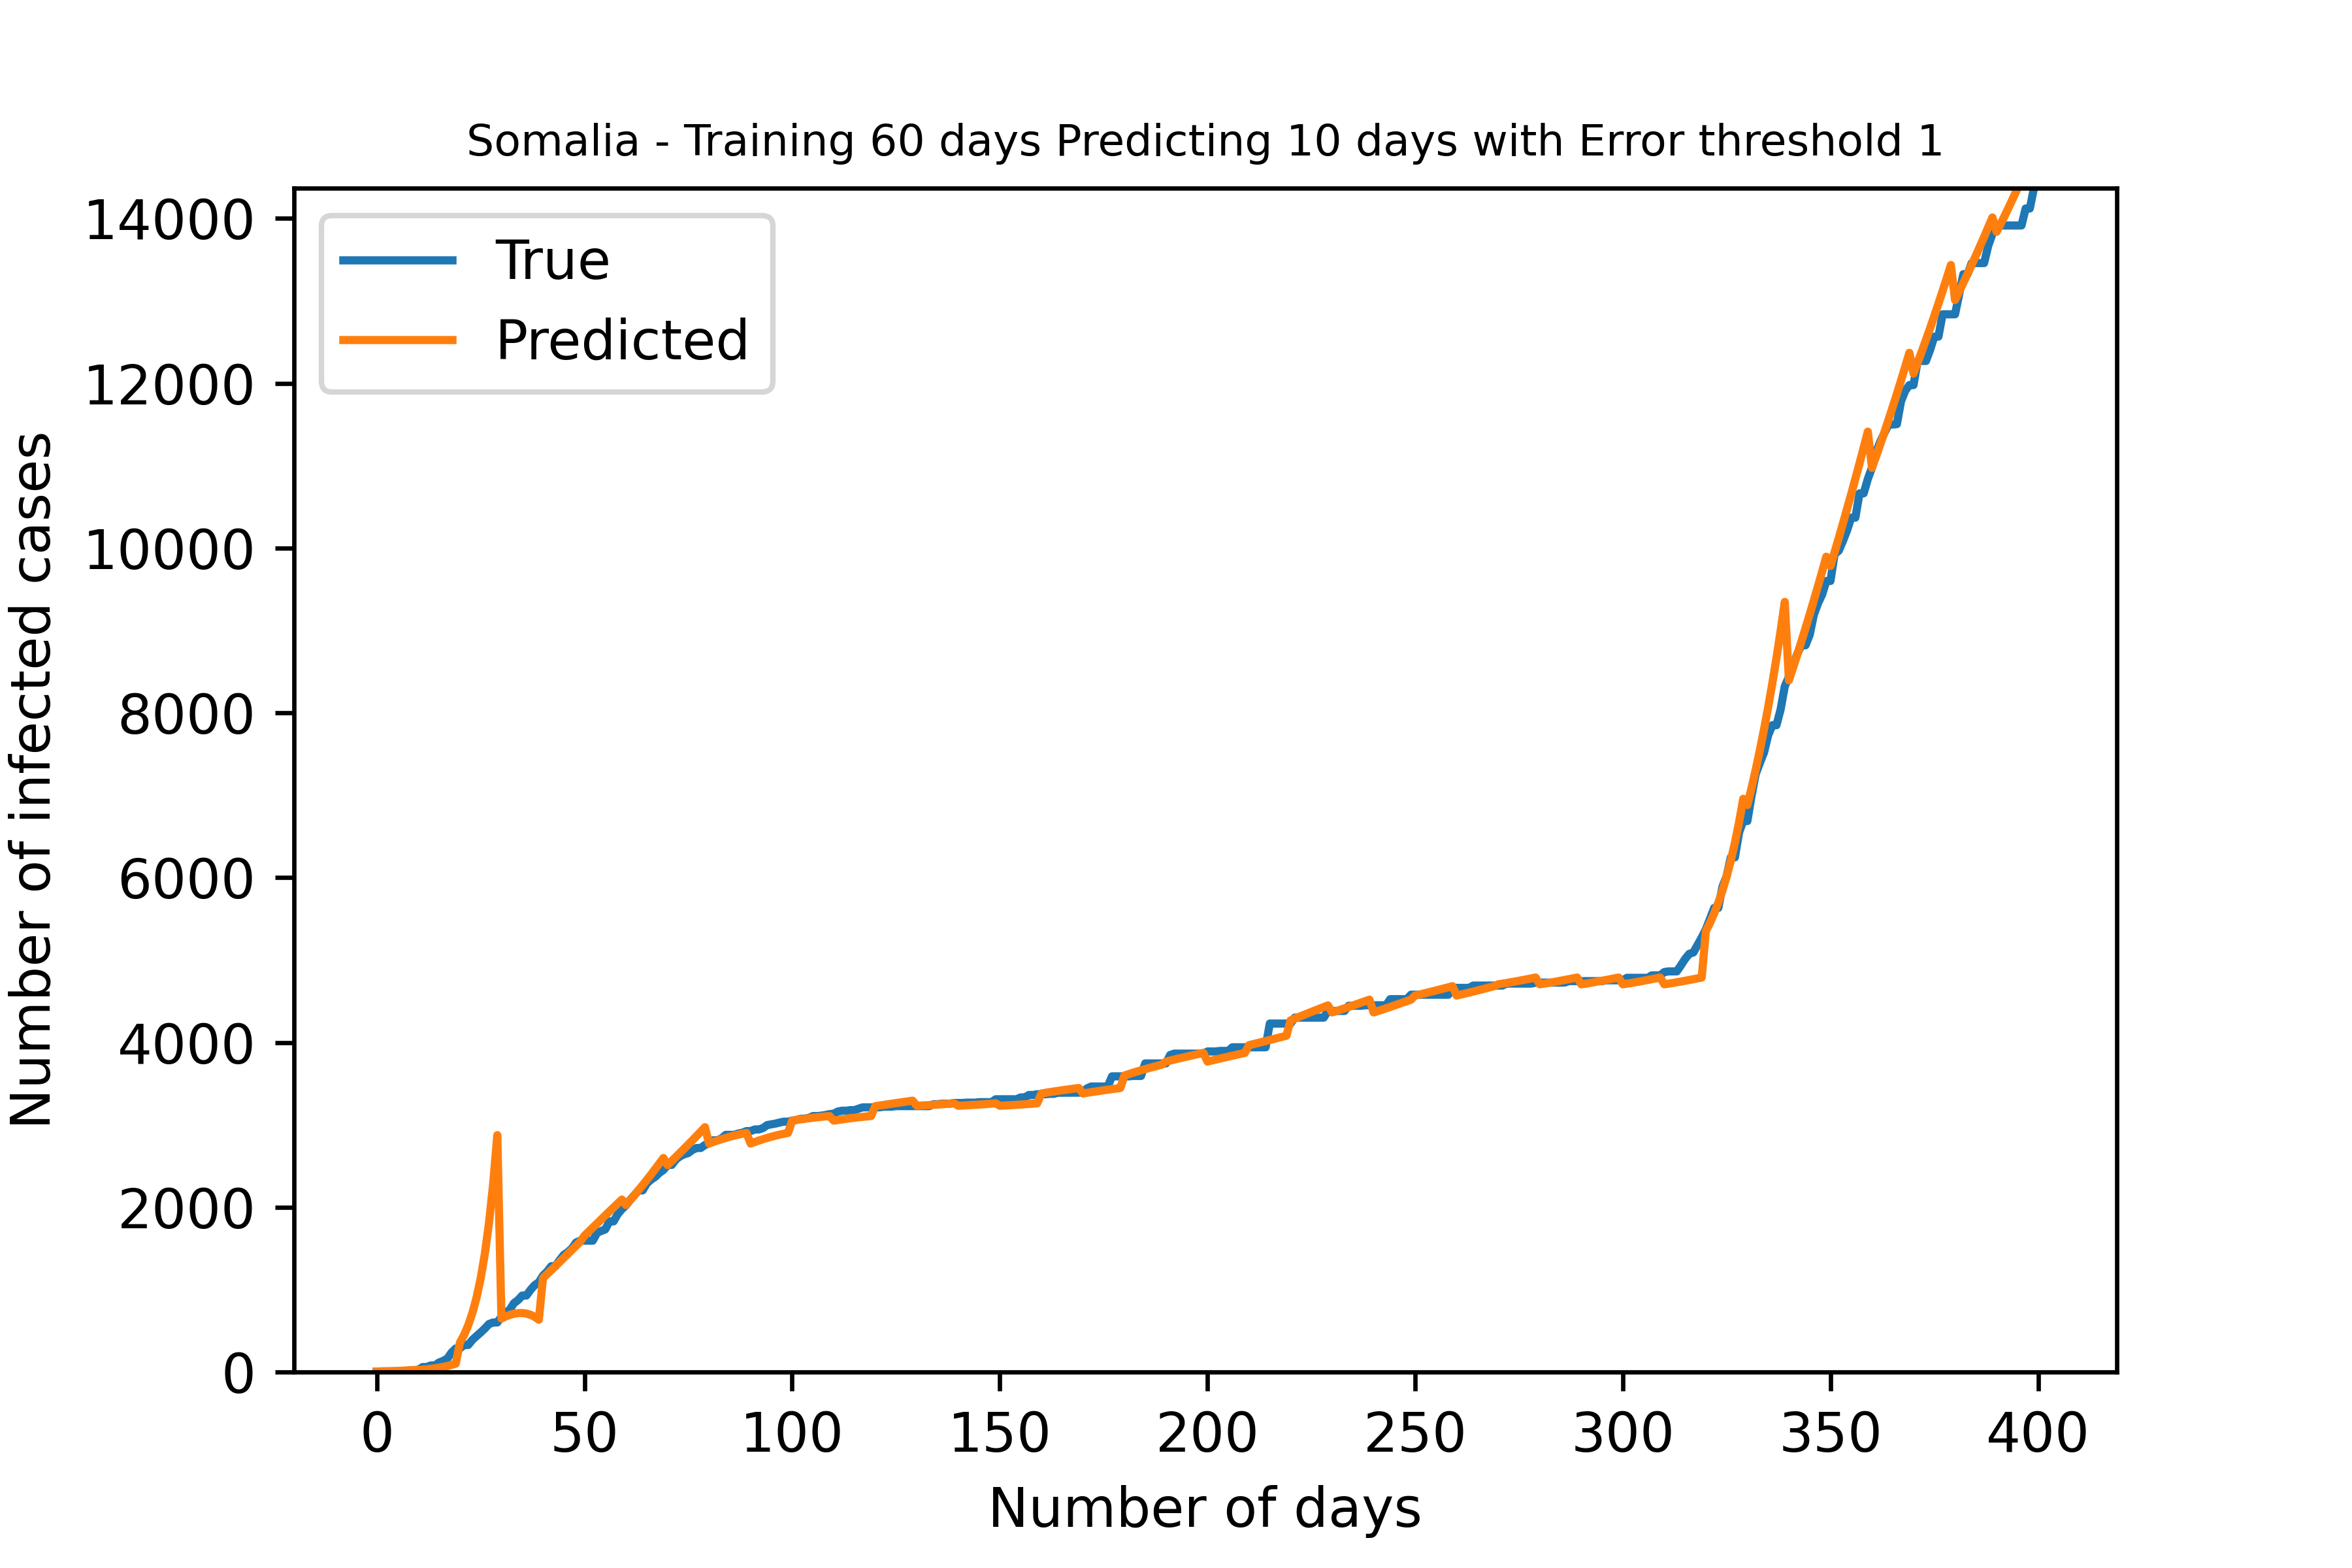 Somalia - Training 60 days Predicting 10 days with Error threshold 1
True
Predicted
14000
12000
10000
8000
6000
4000
2000
0
Number of infected cases
0 50 100 150 200 250 300 350 400
Number of days